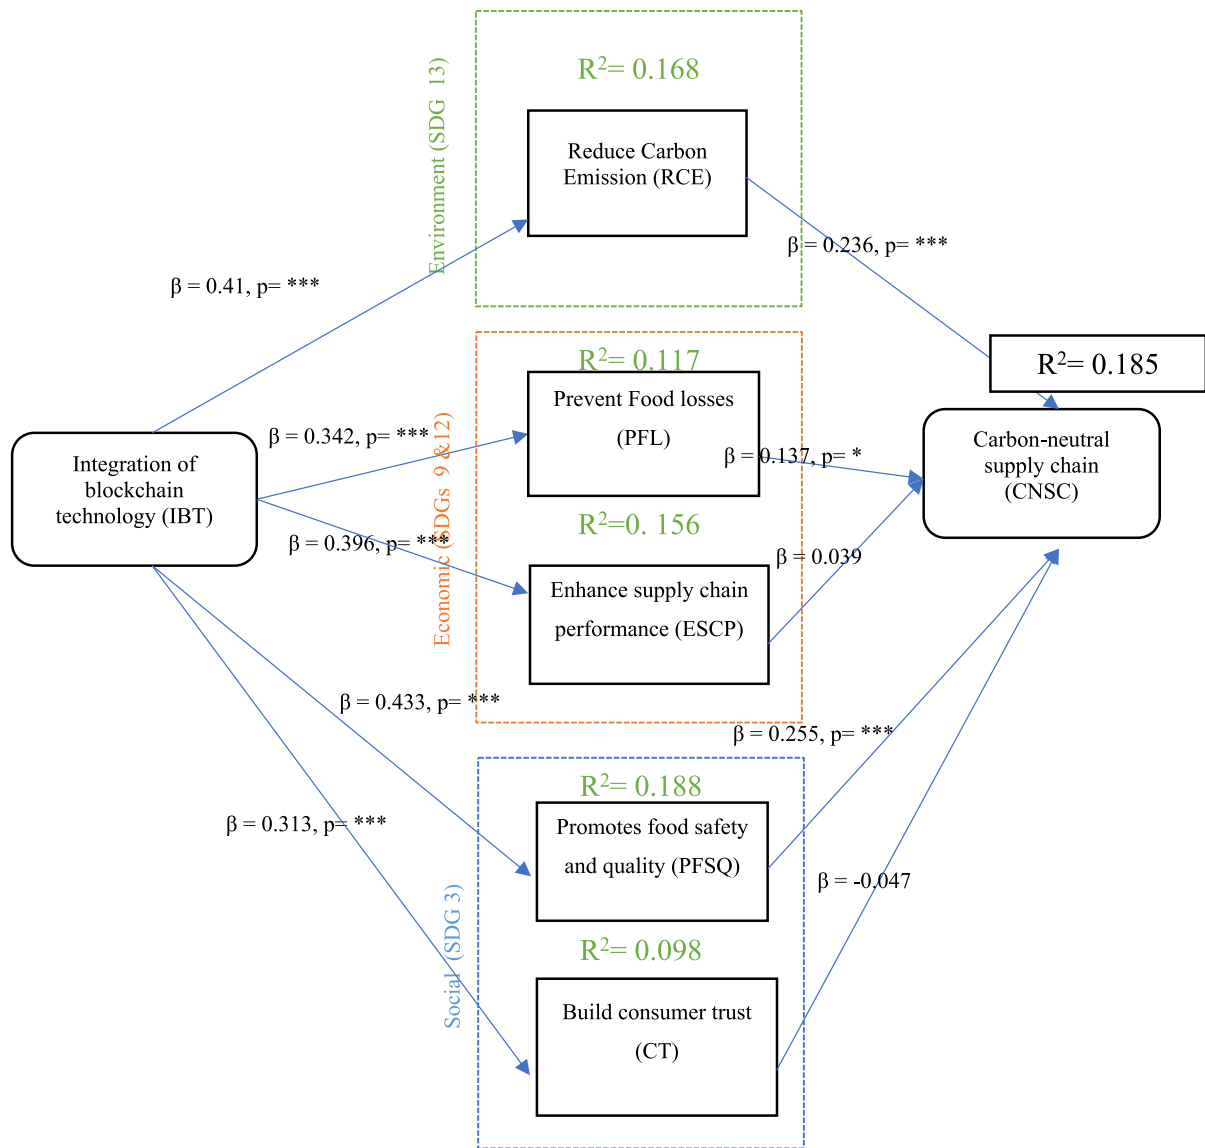 R²= 0.168
Environment (SDG 13)
Reduce Carbon
Emission (RCE)
β = 0.236, p= ***
β = 0.41, p= ***
R²= 0.185
R²= 0.117
Prevent Food losses
(PFL)
β = 0.342, p= ***
β = 0.137, p= *
Integration of
blockchain
technology (IBT)
Carbon-neutral
supply chain
(CNSC)
Economic (SDGs 9 &12)
R²=0. 156
β = 0.396, p= ***
β = 0.039
Enhance supply chain
performance (ESCP)
β = 0.433, p= ***
β = 0.255, p= ***
R²= 0.188
Promotes food safety
and quality (PFSQ)
β = 0.313, p= ***
β = -0.047
Social (SDG 3)
R²= 0.098
Build consumer trust
(CT)